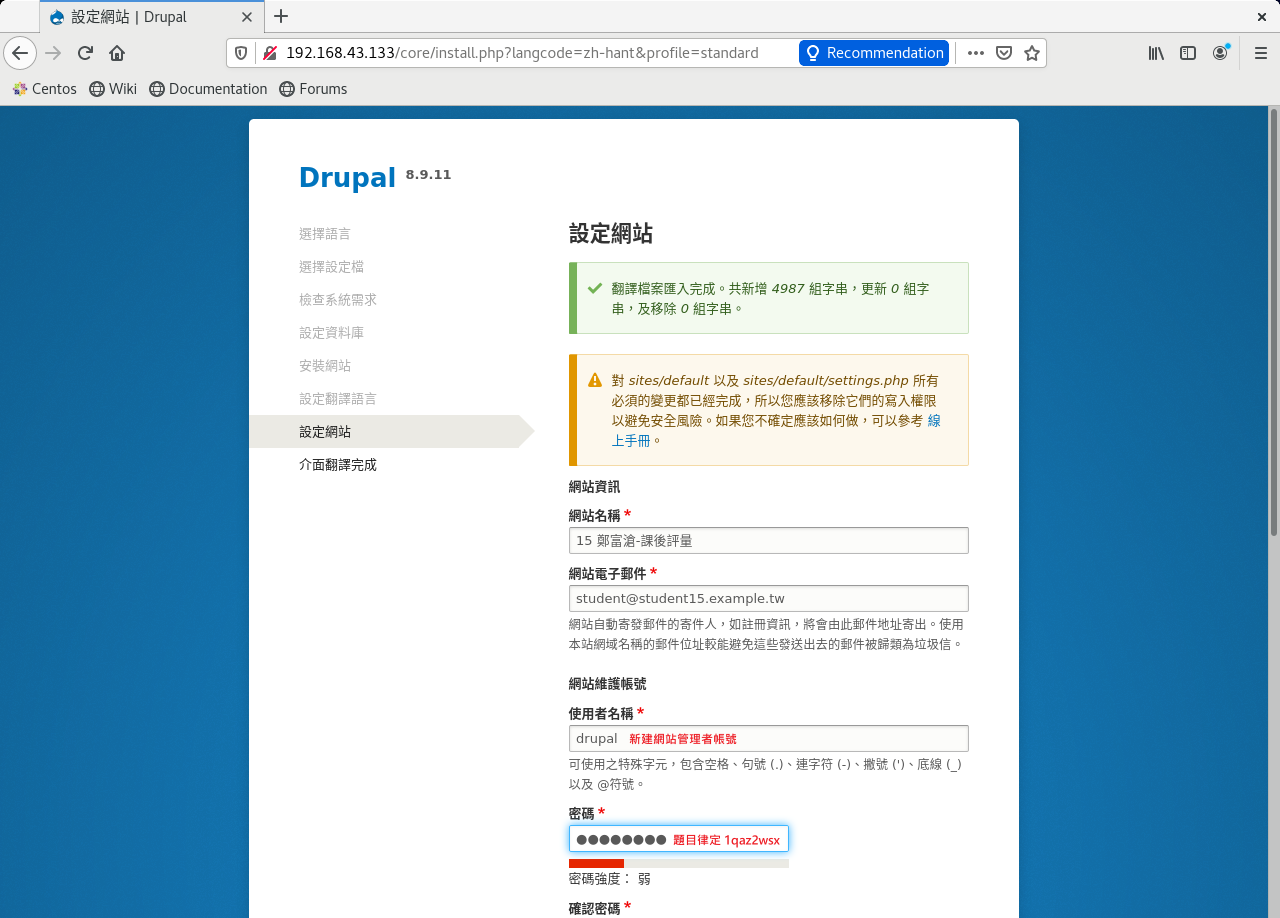 設定網站 | Drupal
192.168.43.133/core/install.php?langcode=zh-hant&profile=standard
Recommendation
Centos Wiki Documentation Forums
Drupal 8.9.11
選擇語言
選擇設定檔
檢查系統需求
設定資料庫
安裝網站
設定翻譯語言
設定網站
介面翻譯完成
設定網站
翻譯檔案匯入完成。共新增 4987 組字串，更新 0 組字
串，及移除 0 組字串。
對 sites/default 以及 sites/default/settings.php 所有
必須的變更都已經完成，所以您應該移除它們的寫入權限
以避免安全風險。如果您不確定應該如何做，可以參考 線
上手冊。
網站資訊
網站名稱 *
15 鄭富滄-課後評量
網站電子郵件 *
student@student15.example.tw
網站自動寄發郵件的寄件人，如註冊資訊，將會由此郵件地址寄出。使用
本站網域名稱的郵件位址較能避免這些發送出去的郵件被歸類為垃圾信。
網站維護帳號
使用者名稱 *
drupal 新建網站管理者帳號
可使用之特殊字元，包含空格、句號 (.)、連字符 (-)、撇號 (')、底線 (_)
以及 @符號。
密碼 *
●●●●●●●● 題目律定 1qaz2wsx
密碼強度： 弱
確認密碼 *